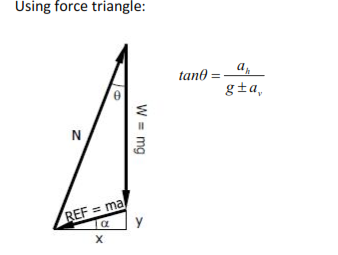 Using force triangle:
tanθ = a_h / g ± a_v
θ
W = mg
N
REF = ma
α
y
x